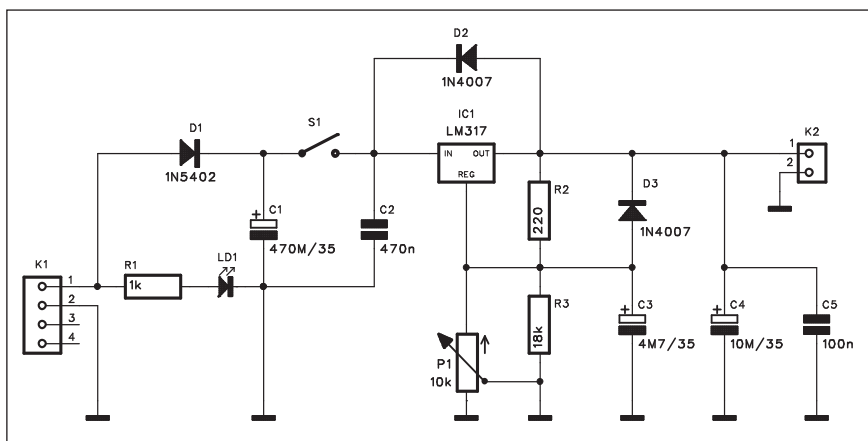 D2
1N4007
IC1
LM317
IN
OUT
REG
D1
1N5402
S1
K2
1
2
R2
220
D3
1N4007
C1
+
470M/35
C2
470n
K1
1
2
3
4
R1
1k
LD1
R3
18k
P1
10k
+
C3
4M7/35
+
C4
10M/35
C5
100n